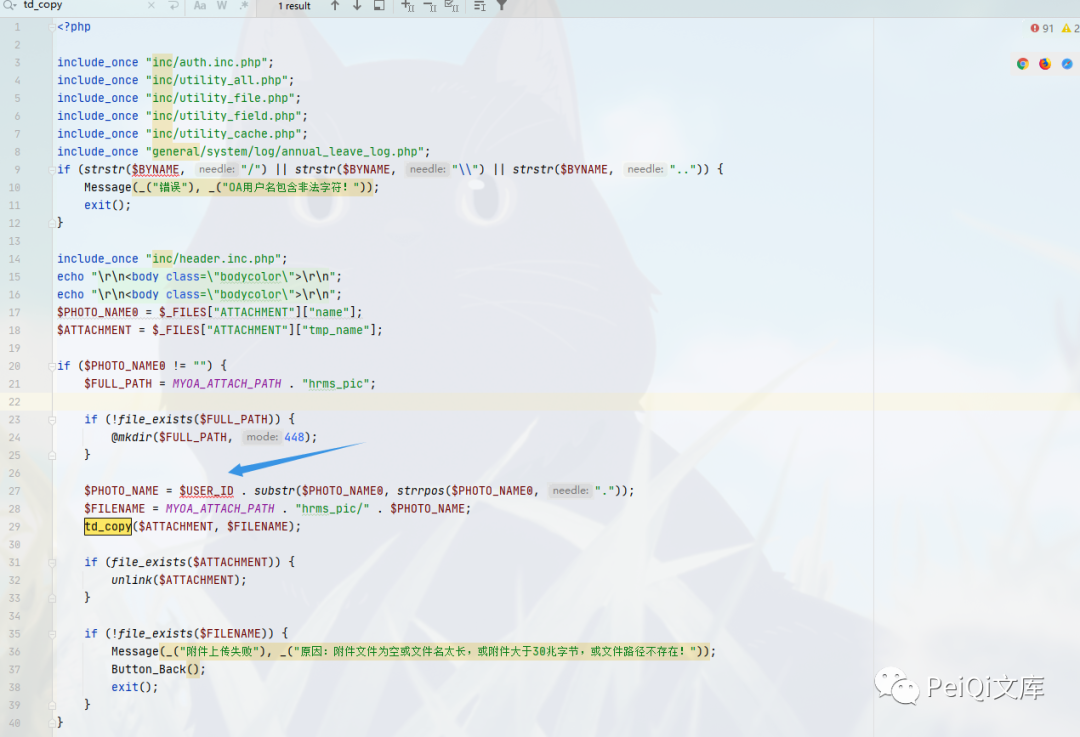 td_copy × Aa W .* 1 result
91 2
1 <?php
2
3 include_once "inc/auth.inc.php";
4 include_once "inc/utility_all.php";
5 include_once "inc/utility_file.php";
6 include_once "inc/utility_field.php";
7 include_once "inc/utility_cache.php";
8 include_once "general/system/log/annual_leave_log.php";
9 if (strstr($BYNAME, needle: "/") || strstr($BYNAME, needle: "\\") || strstr($BYNAME, needle: "..")) {
10 Message(_("错误"), _("OA用户名包含非法字符！"));
11 exit();
12 }
13
14 include_once "inc/header.inc.php";
15 echo "\r\n<body class=\"bodycolor\">\r\n";
16 echo "\r\n<body class=\"bodycolor\">\r\n";
17 $PHOTO_NAME0 = $_FILES["ATTACHMENT"]["name"];
18 $ATTACHMENT = $_FILES["ATTACHMENT"]["tmp_name"];
19
20 if ($PHOTO_NAME0 != "") {
21 $FULL_PATH = MYOA_ATTACH_PATH . "hrms_pic";
22
23 if (!file_exists($FULL_PATH)) {
24 @mkdir($FULL_PATH, mode: 448);
25 }
26
27 $PHOTO_NAME = $USER_ID . substr($PHOTO_NAME0, strrpos($PHOTO_NAME0, needle: "."));
28 $FILENAME = MYOA_ATTACH_PATH . "hrms_pic/" . $PHOTO_NAME;
29 td_copy($ATTACHMENT, $FILENAME);
30
31 if (file_exists($ATTACHMENT)) {
32 unlink($ATTACHMENT);
33 }
34
35 if (!file_exists($FILENAME)) {
36 Message(_("附件上传失败"), _("原因：附件文件为空或文件名太长，或附件大于30兆字节，或文件路径不存在！"));
37 Button_Back();
38 exit();
39 }
40 }
PeiQi文库